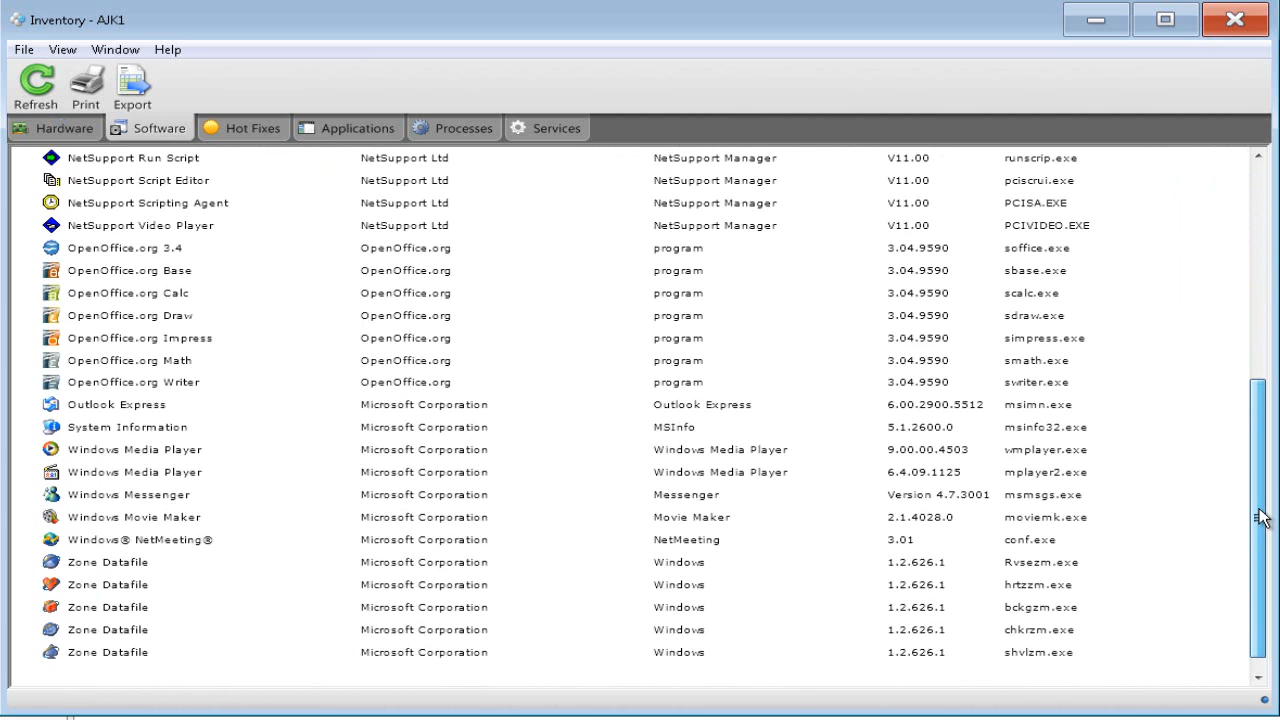 Inventory - AJK1
File View Window Help
Refresh Print Export
Hardware Software Hot Fixes Applications Processes Services
NetSupport Run Script NetSupport Ltd NetSupport Manager V11.00 runscrip.exe
NetSupport Script Editor NetSupport Ltd NetSupport Manager V11.00 pciscrui.exe
NetSupport Scripting Agent NetSupport Ltd NetSupport Manager V11.00 PCISA.EXE
NetSupport Video Player NetSupport Ltd NetSupport Manager V11.00 PCIVIDEO.EXE
OpenOffice.org 3.4 OpenOffice.org program 3.04.9590 soffice.exe
OpenOffice.org Base OpenOffice.org program 3.04.9590 sbase.exe
OpenOffice.org Calc OpenOffice.org program 3.04.9590 scalc.exe
OpenOffice.org Draw OpenOffice.org program 3.04.9590 sdraw.exe
OpenOffice.org Impress OpenOffice.org program 3.04.9590 simpress.exe
OpenOffice.org Math OpenOffice.org program 3.04.9590 smath.exe
OpenOffice.org Writer OpenOffice.org program 3.04.9590 swriter.exe
Outlook Express Microsoft Corporation Outlook Express 6.00.2900.5512 msimn.exe
System Information Microsoft Corporation MSInfo 5.1.2600.0 msinfo32.exe
Windows Media Player Microsoft Corporation Windows Media Player 9.00.00.4503 wmplayer.exe
Windows Media Player Microsoft Corporation Windows Media Player 6.4.09.1125 mplayer2.exe
Windows Messenger Microsoft Corporation Messenger Version 4.7.3001 msmsgs.exe
Windows Movie Maker Microsoft Corporation Movie Maker 2.1.4028.0 moviemk.exe
Windows® NetMeeting® Microsoft Corporation NetMeeting 3.01 conf.exe
Zone Datafile Microsoft Corporation Windows 1.2.626.1 Rvsezm.exe
Zone Datafile Microsoft Corporation Windows 1.2.626.1 hrtzzm.exe
Zone Datafile Microsoft Corporation Windows 1.2.626.1 bckgzm.exe
Zone Datafile Microsoft Corporation Windows 1.2.626.1 chkrzm.exe
Zone Datafile Microsoft Corporation Windows 1.2.626.1 shvlzm.exe